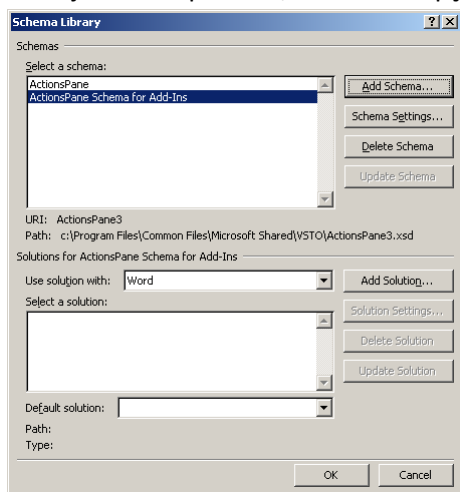 Schema Library
Schemas
Select a schema:
ActionsPane
ActionsPane Schema for Add-Ins
Add Schema...
Schema Settings...
Delete Schema
Update Schema
URI: ActionsPane3
Path: c:\Program Files\Common Files\Microsoft Shared\VSTO\ActionsPane3.xsd
Solutions for ActionsPane Schema for Add-Ins
Use solution with: Word
Add Solution...
Select a solution:
Solution Settings...
Delete Solution
Update Solution
Default solution:
Path:
Type:
OK Cancel